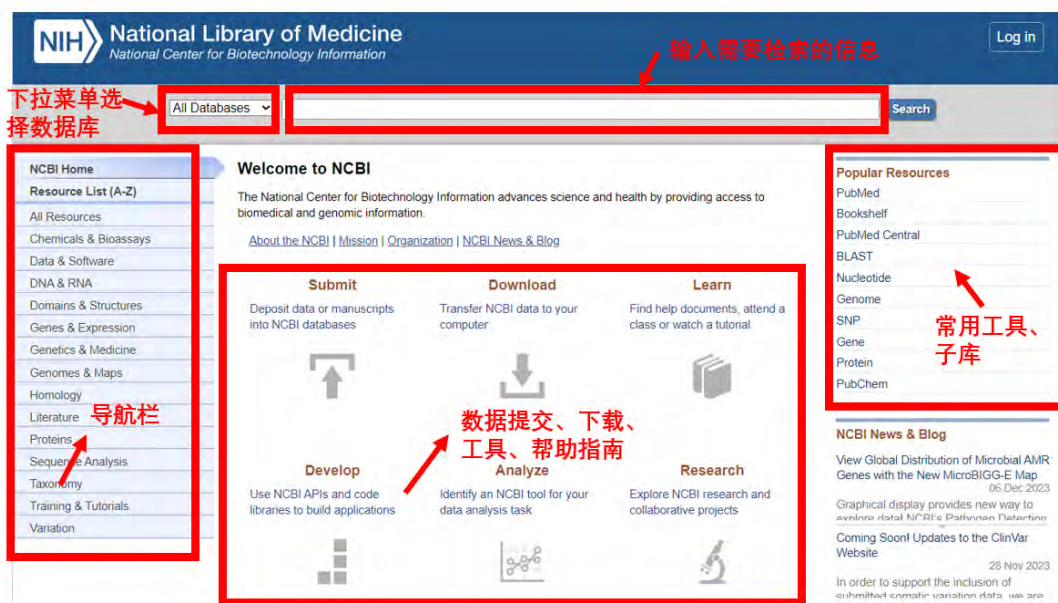 NIH National Library of Medicine
National Center for Biotechnology Information
Log in
输入需要检索的信息
下拉菜单选
择数据库
All Databases
Search
NCBI Home
Resource List (A-Z)
All Resources
Chemicals & Bioassays
Data & Software
DNA & RNA
Domains & Structures
Genes & Expression
Genetics & Medicine
Genomes & Maps
Homology
Literature
Proteins
Sequence Analysis
Taxonomy
Training & Tutorials
Variation
导航栏
Welcome to NCBI
The National Center for Biotechnology Information advances science and health by providing access to
biomedical and genomic information.
About the NCBI | Mission | Organization | NCBI News & Blog
Submit
Deposit data or manuscripts
into NCBI databases
Download
Transfer NCBI data to your
computer
Learn
Find help documents, attend a
class or watch a tutorial
数据提交、下载、
工具、帮助指南
Develop
Use NCBI APIs and code
libraries to build applications
Analyze
Identify an NCBI tool for your
data analysis task
Research
Explore NCBI research and
collaborative projects
Popular Resources
PubMed
Bookshelf
PubMed Central
BLAST
Nucleotide
Genome
SNP
Gene
Protein
PubChem
常用工具、
子库
NCBI News & Blog
View Global Distribution of Microbial AMR
Genes with the New MicroBIGG-E Map
06 Dec 2023
Graphical display provides new way to
explore data! NCBI's Pathogen Detection
Coming Soon! Updates to the ClinVar
Website
28 Nov 2023
In order to support the inclusion of
submitted somatic variation data, we are